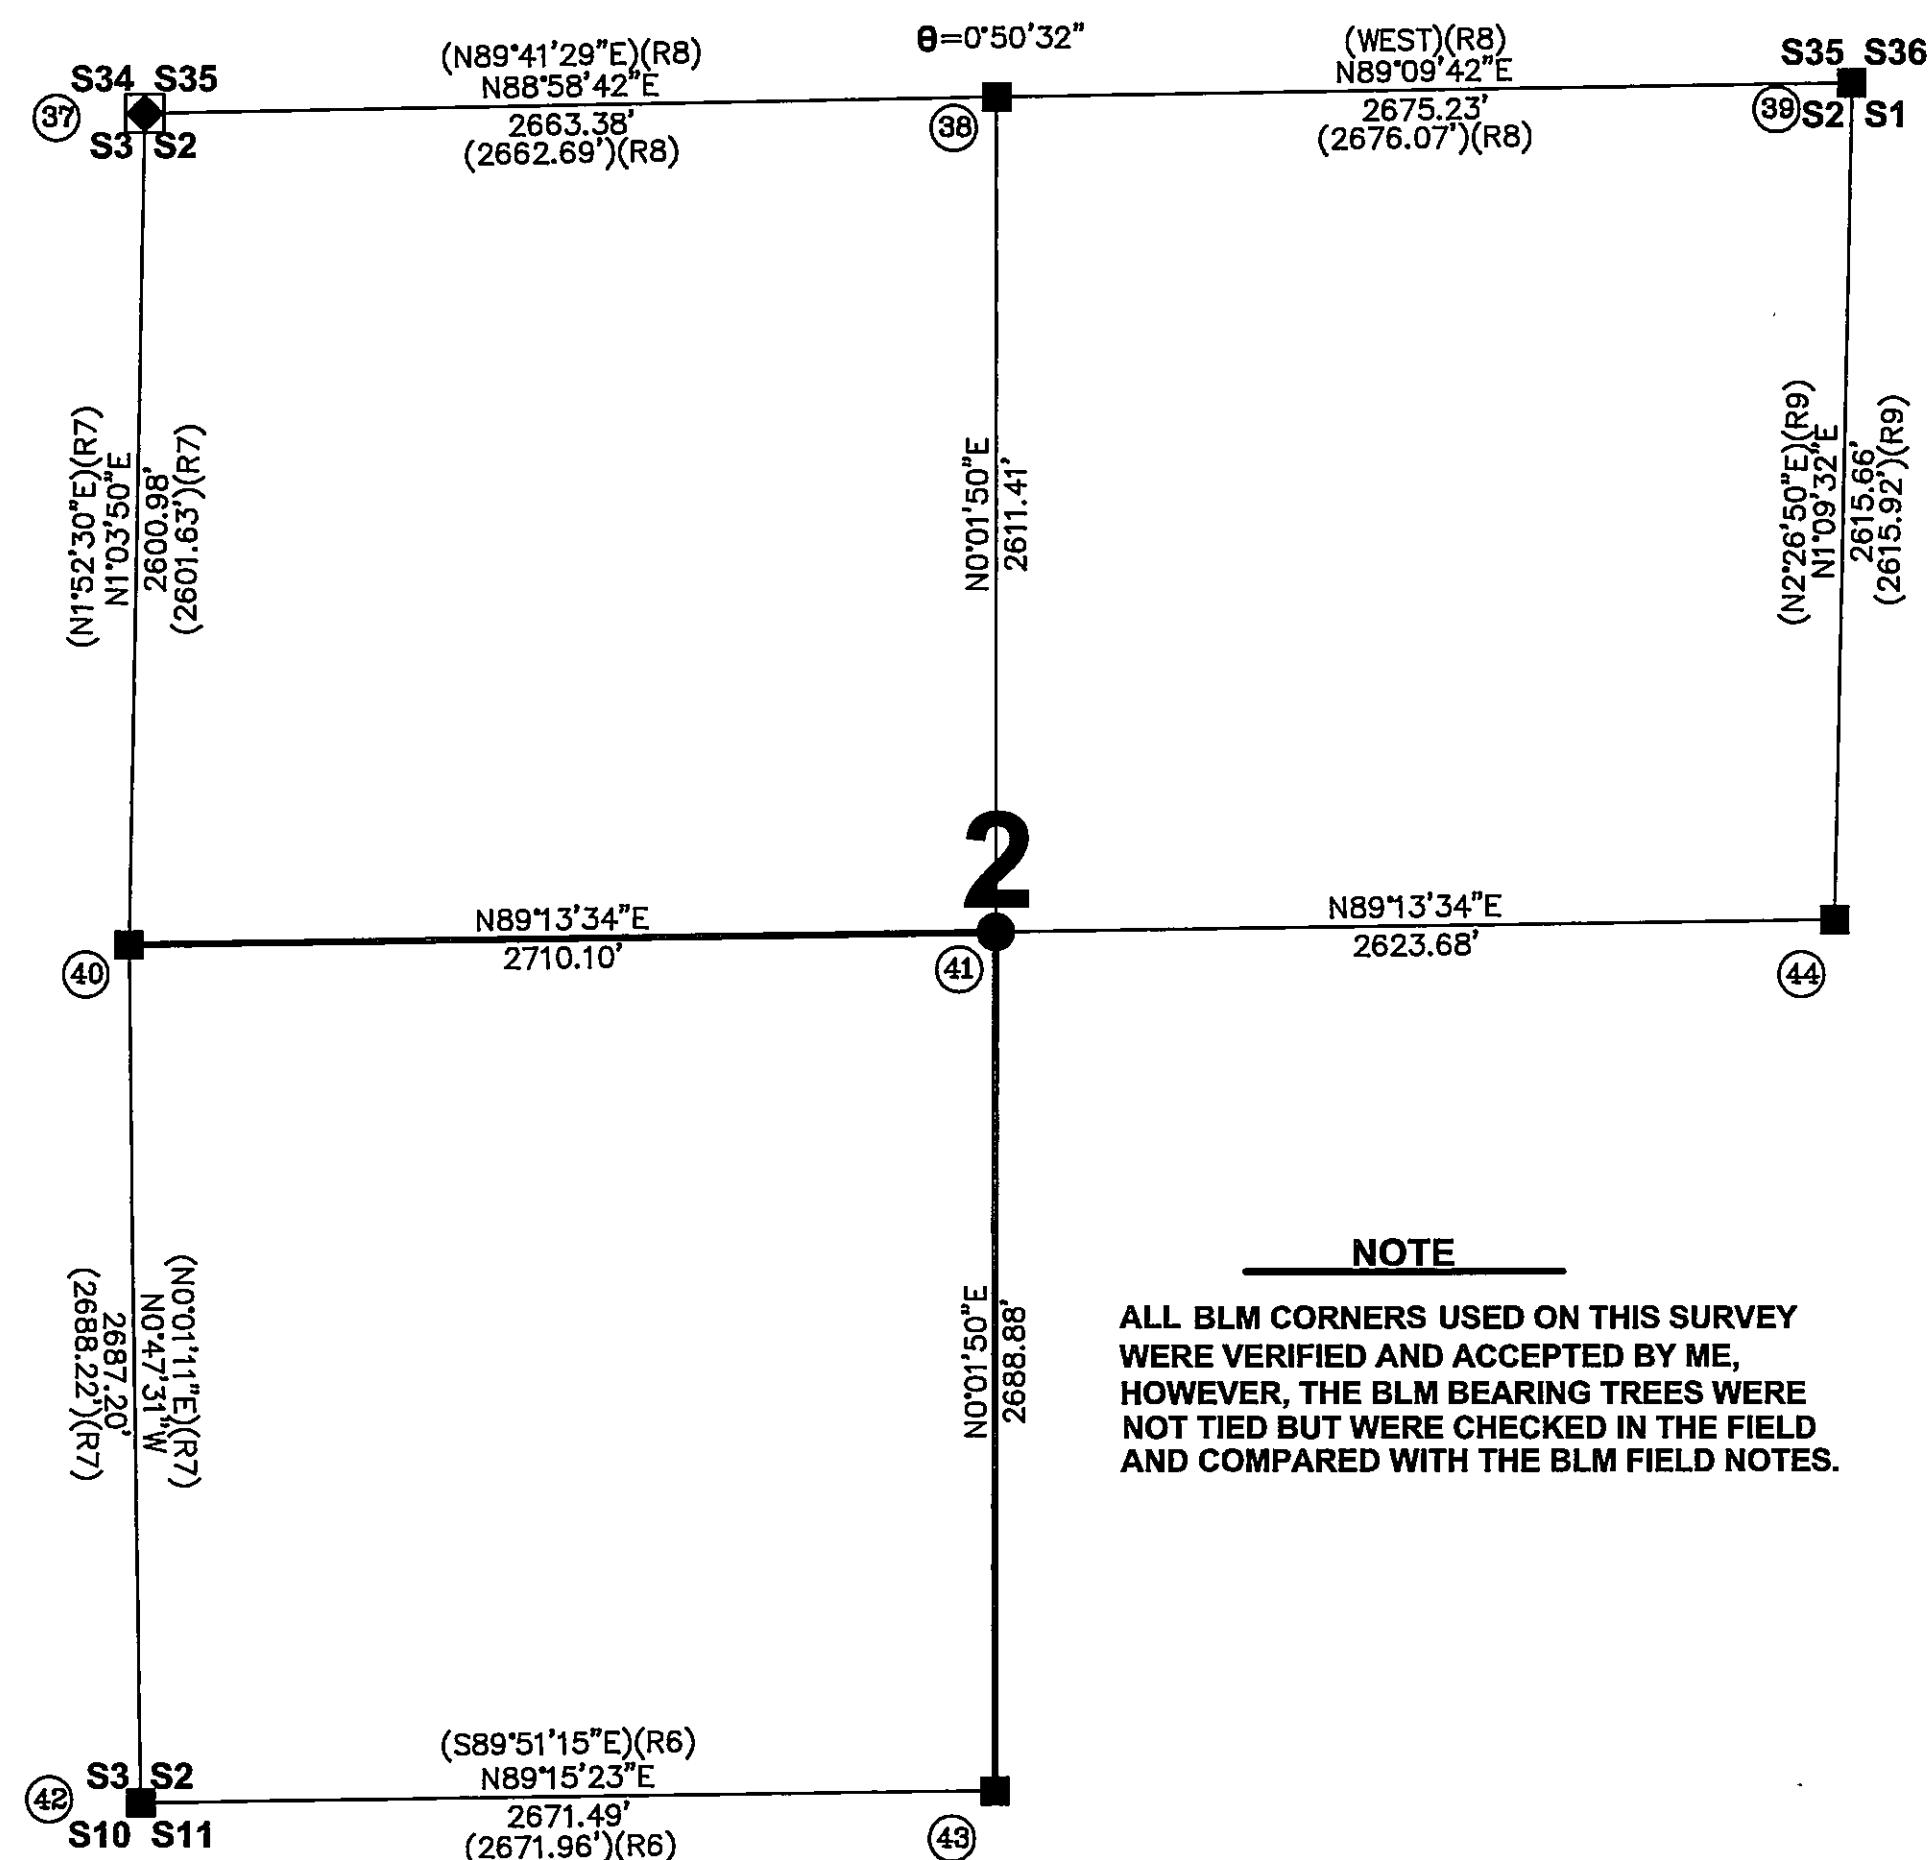 (N89°41'29"E)(R8)
N88°58'42"E
2663.38'
(2662.69')(R8)
θ=0°50'32"
(WEST)(R8)
N89°09'42"E
2675.23'
(2676.07')(R8)
S34 S35
37
S3 S2
38
S35 S36
39 S2 S1
(N1°52'30"E)(R7)
N1°03'50"E
2600.98'
(2601.63')(R7)
N0°01'50"E
2611.41'
(N2°26'50"E)(R9)
N1°09'32"E
2615.66'
(2615.92')(R9)
2
N89°13'34"E
2710.10'
N89°13'34"E
2623.68'
40
41
44
(N0°01'11"E)(R7)
N0°47'31"W
2687.20'
(2688.22')(R7)
N0°01'50"E
2688.88'
NOTE
ALL BLM CORNERS USED ON THIS SURVEY
WERE VERIFIED AND ACCEPTED BY ME,
HOWEVER, THE BLM BEARING TREES WERE
NOT TIED BUT WERE CHECKED IN THE FIELD
AND COMPARED WITH THE BLM FIELD NOTES.
(S89°51'15"E)(R6)
N89°15'23"E
2671.49'
(2671.96')(R6)
S3 S2
42
S10 S11
43